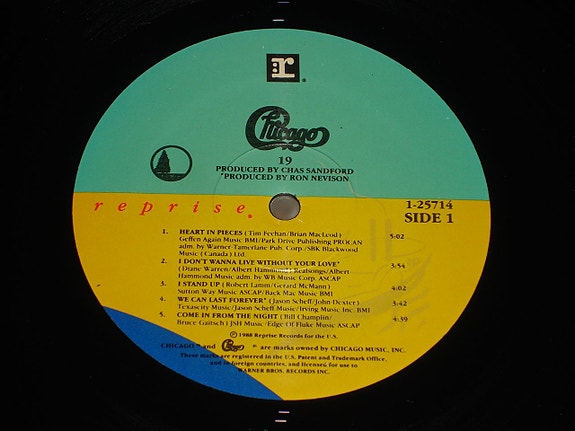 r
Chicago
19
PRODUCED BY CHAS SANDFORD
*PRODUCED BY RON NEVISON
reprise
1-25714
SIDE 1
1. HEART IN PIECES (Tim Feehan/Brian MacLeod) 5:02
Geffen Again Music BMI/Park Drive Publishing PROCAN
adm. by Warner-Tamerlane Pub. Corp./SBK Blackwood
Music (Canada) Ltd.
2. I DON'T WANNA LIVE WITHOUT YOUR LOVE* 3:54
(Diane Warren/Albert Hammond) Realsongs/Albert
Hammond Music adm. by WB Music Corp. ASCAP
3. I STAND UP (Robert Lamm/Gerard McMann) 4:02
Sutton Way Music ASCAP/Back Mac Music BMI
4. WE CAN LAST FOREVER* (Jason Scheff/John Dexter) 3:42
Texascity Music/Jason Scheff Music/Irving Music Inc. BMI
5. COME IN FROM THE NIGHT (Bill Champlin/ 4:39
Bruce Gaitsch) JSH Music/Edge Of Fluke Music ASCAP
℗ 1988 Reprise Records for the U.S.
CHICAGO® and Chicago® are marks owned by CHICAGO MUSIC, INC.
These marks are registered in the U.S. Patent and Trademark Office,
and in foreign countries, and licensed for use to
WARNER BROS. RECORDS INC.